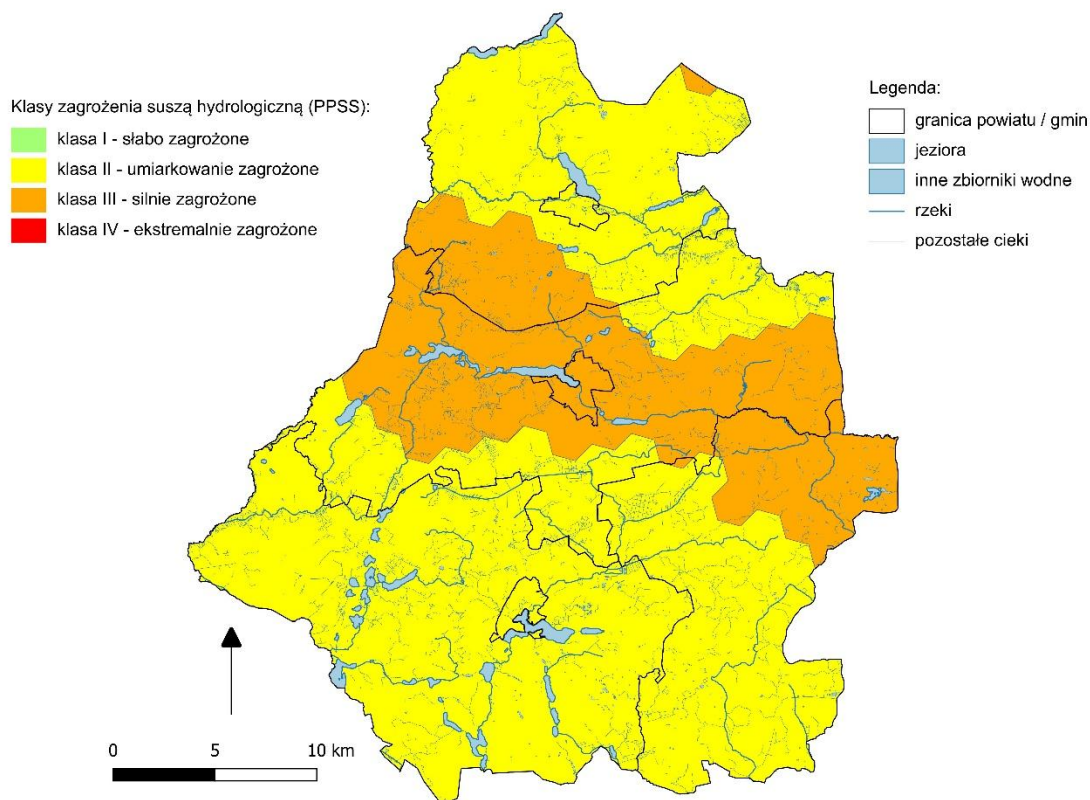 Klasy zagrożenia suszą hydrologiczną (PPSS):
klasa I - słabo zagrożone
klasa II - umiarkowanie zagrożone
klasa III - silnie zagrożone
klasa IV - ekstremalnie zagrożone
Legenda:
granica powiatu / gmin
jeziora
inne zbiorniki wodne
rzeki
pozostałe cieki
0 5 10 km